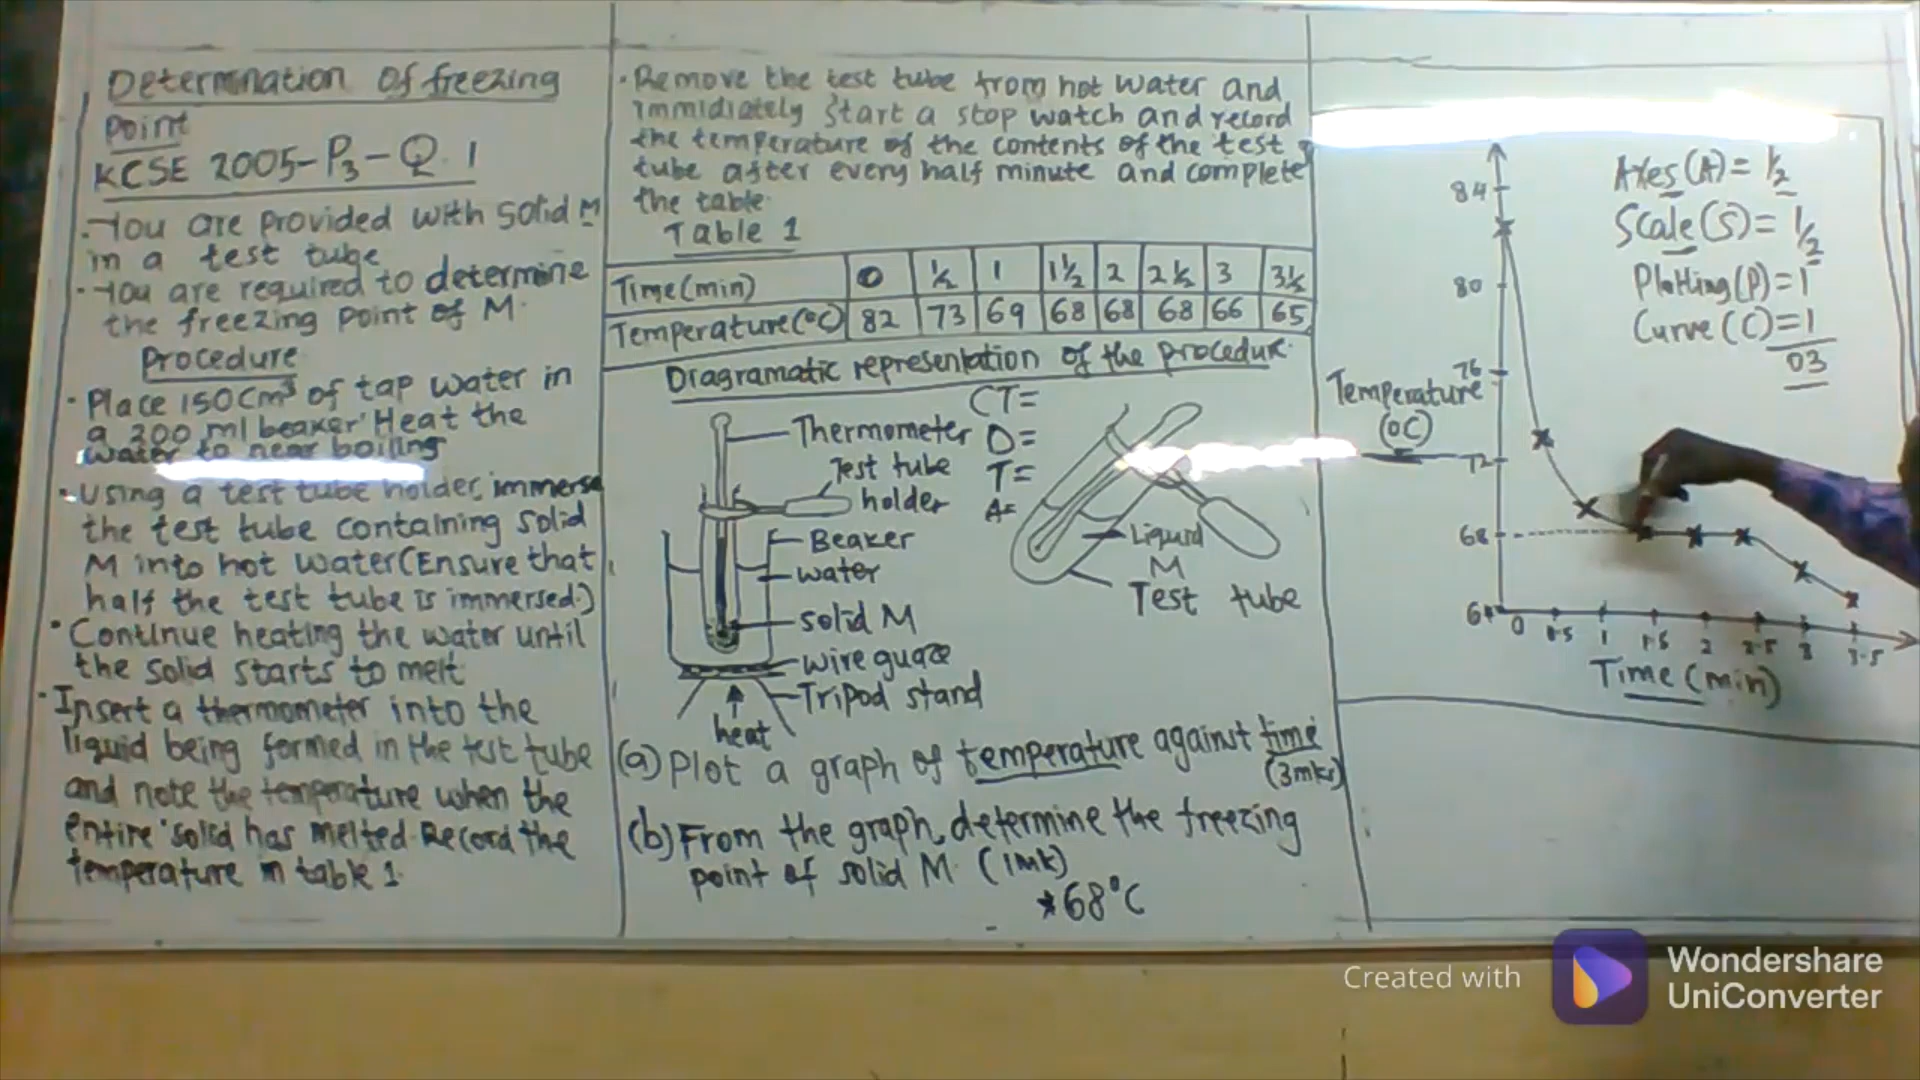 Determination of freezing
point
KCSE 2005-P3-Q.1
-You are provided with solid M
in a test tube
·You are required to determine
the freezing point of M.
Procedure
·Place 150cm³ of tap water in
a 200 ml beaker. Heat the
water to near boiling
·Using a test tube holder, immerse
the test tube containing solid
M into hot water(Ensure that
half the test tube is immersed.)
·Continue heating the water until
the solid starts to melt.
·Insert a thermometer into the
liquid being formed in the test tube
and note the temperature when the
entire solid has melted. Record the
temperature in table 1.
·Remove the test tube from hot water and
immidiately start a stop watch and record
the temperature of the contents of the test
tube after every half minute and complete
the table.
Table 1
Time(min) 0 ½ 1 1½ 2 2½ 3 3½
Temperature(°C) 82 73 69 68 68 68 66 65
Diagramatic representation of the procedure.
CT=
D=
T=
A=
Thermometer
Test tube
holder
Beaker
water
solid M
wire guaze
Tripod stand
heat
Liquid
M
Test tube
(a) Plot a graph of temperature against time
(3mks)
(b) From the graph, determine the freezing
point of solid M. (1mk)
*68°C
Axes(A) = ½
Scale(S) = ½
Plotting(P) = 1
Curve(C) = 1
03
84
80
76
Temperature
(°C)
72
68
64
0 0.5 1 1.5 2 2.5 3 3.5
Time (min)
Created with
Wondershare
UniConverter